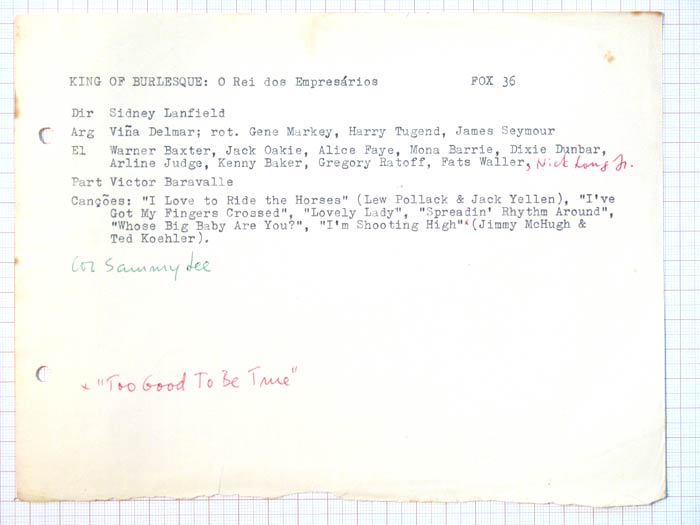 KING OF BURLESQUE: O Rei dos Empresários FOX 36
Dir Sidney Lanfield
Arg Viña Delmar; rot. Gene Markey, Harry Tugend, James Seymour
El Warner Baxter, Jack Oakie, Alice Faye, Mona Barrie, Dixie Dunbar,
Arline Judge, Kenny Baker, Gregory Ratoff, Fats Waller, Nick Long Jr.
Part Victor Baravalle
Canções: "I Love to Ride the Horses" (Lew Pollack & Jack Yellen), "I've
Got My Fingers Crossed", "Lovely Lady", "Spreadin' Rhythm Around",
"Whose Big Baby Are You?", "I'm Shooting High"* (Jimmy McHugh &
Ted Koehler).
Cor Sammy Lee
* "Too Good To Be True"